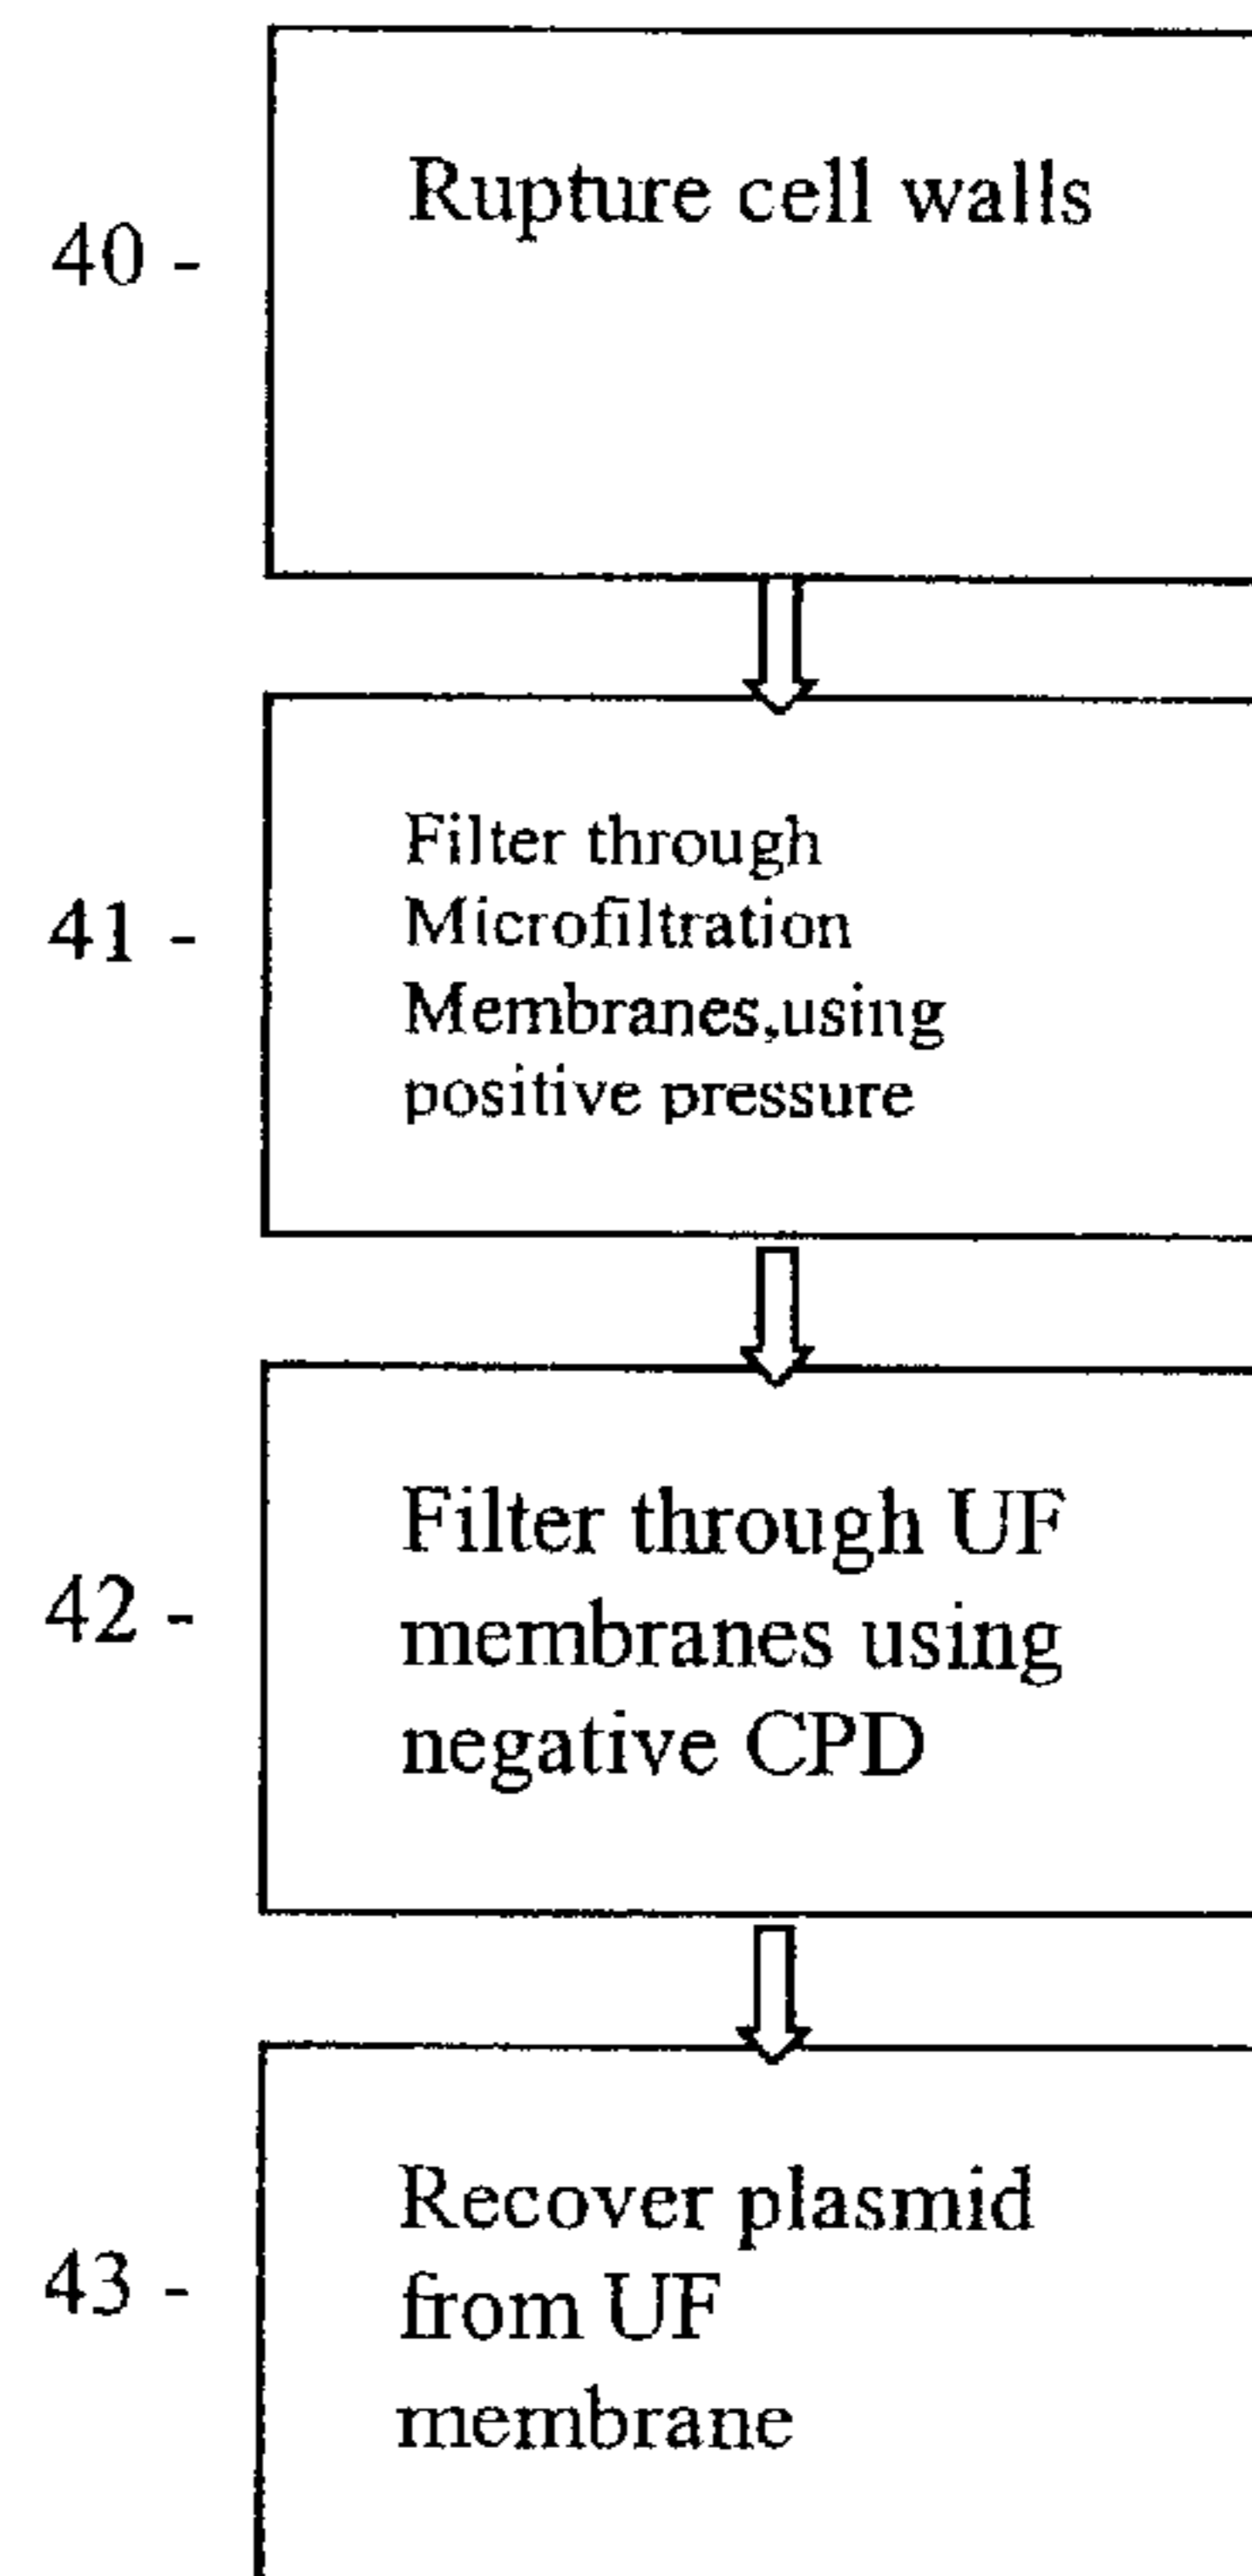 40 -
Rupture cell walls
41 -
Filter through
Microfiltration
Membranes,using
positive pressure
42 -
Filter through UF
membranes using
negative CPD
43 -
Recover plasmid
from UF
membrane